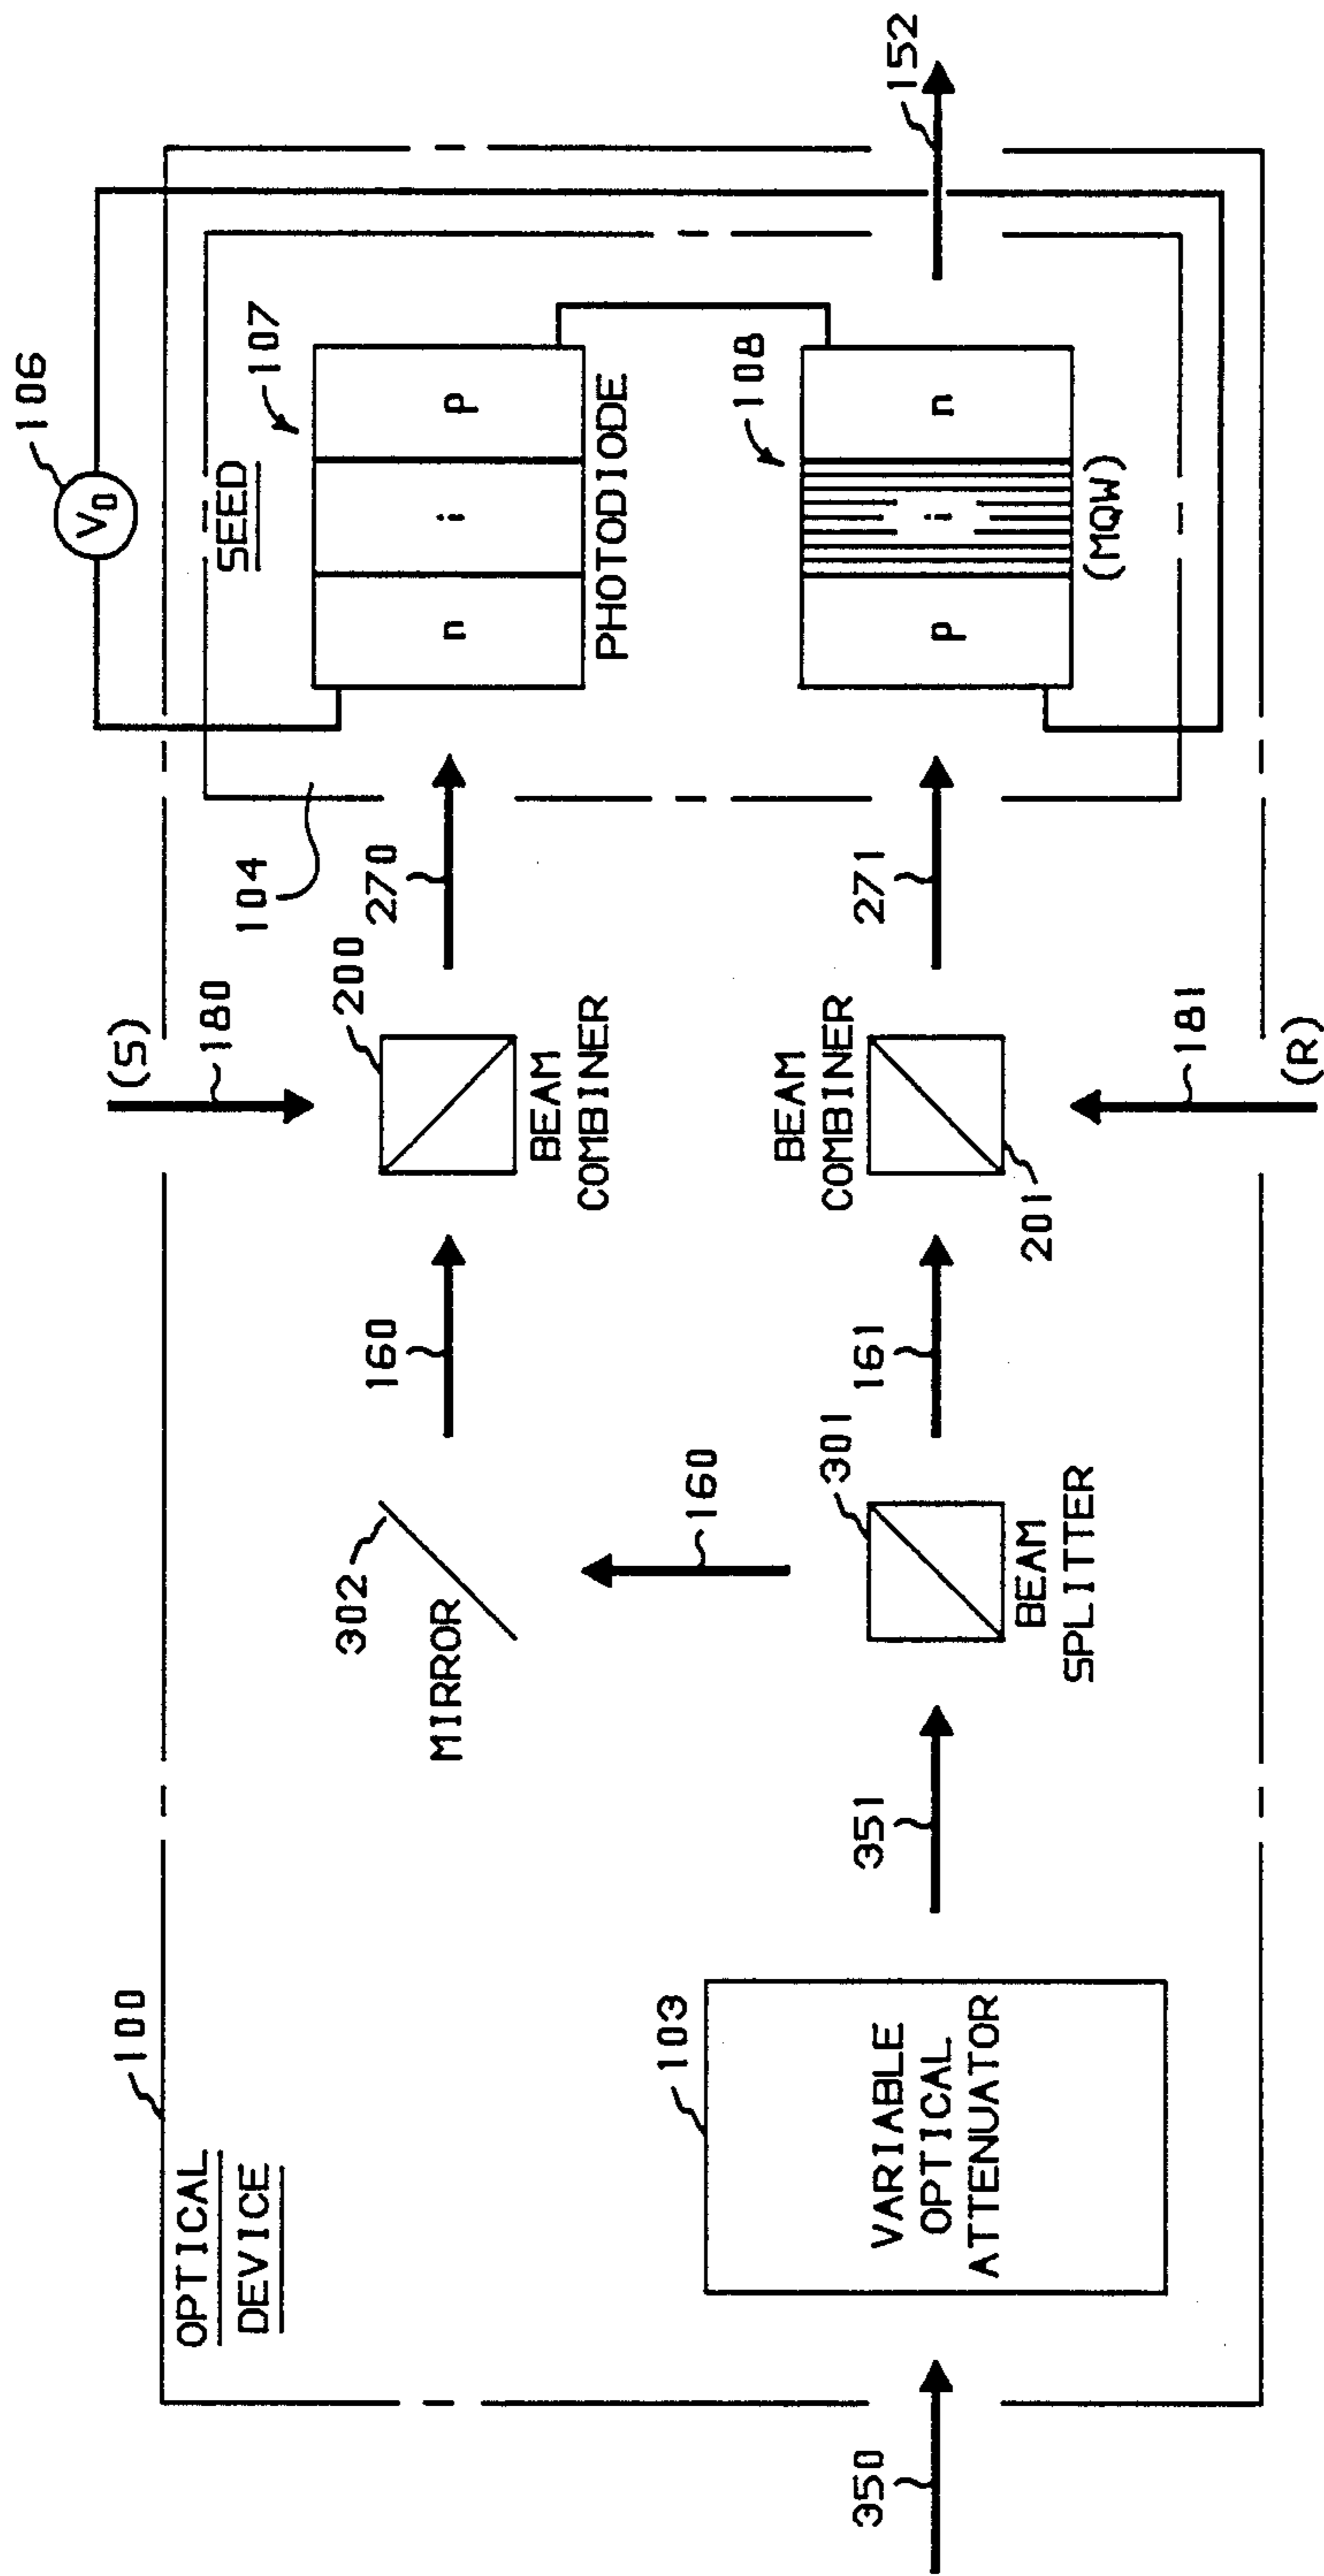 OPTICAL
DEVICE
100
(S)
180
V0
106
SEED
107
n
i
p
PHOTODIODE
104
302
MIRROR
160
200
BEAM
COMBINER
270
160
108
p
i
n
(MQW)
350
103
VARIABLE
OPTICAL
ATTENUATOR
351
301
BEAM
SPLITTER
161
BEAM
COMBINER
201
271
152
181
(R)